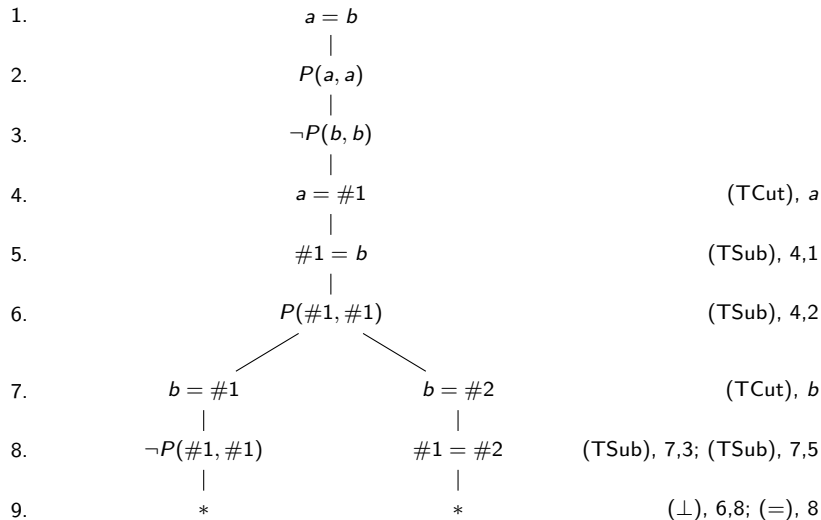 1. a = b
2. P(a, a)
3. ¬P(b, b)
4. a = #1 (TCut), a
5. #1 = b (TSub), 4,1
6. P(#1, #1) (TSub), 4,2
7. b = #1 b = #2 (TCut), b
8. ¬P(#1, #1) #1 = #2 (TSub), 7,3; (TSub), 7,5
9. * * (⊥), 6,8; (=), 8